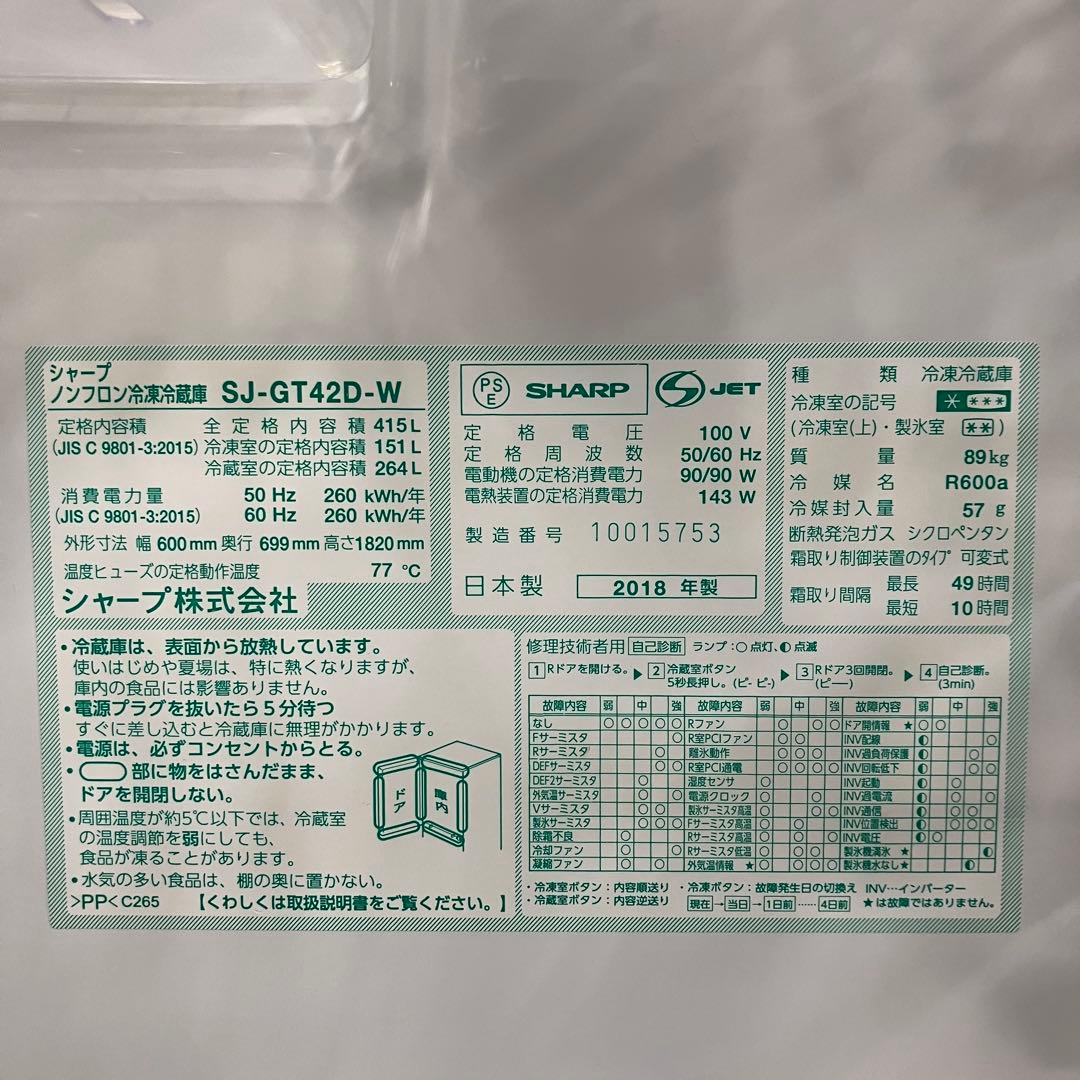 シャープ
ノンフロン冷凍冷蔵庫 SJ-GT42D-W
定格内容積 全定格内容積 415L
(JIS C 9801-3:2015) 冷凍室の定格内容積 151L
冷蔵室の定格内容積 264L
消費電力量 50 Hz 260 kWh/年
(JIS C 9801-3:2015) 60 Hz 260 kWh/年
外形寸法 幅 600mm 奥行 699mm 高さ1820mm
温度ヒューズの定格動作温度 77 ℃
シャープ株式会社
PS E SHARP JET
定格電圧 100 V
定格周波数 50/60 Hz
電動機の定格消費電力 90/90 W
電熱装置の定格消費電力 143 W
製造番号 10015753
日本製 2018 年製
種類 冷凍冷蔵庫
冷凍室の記号 * ***
(冷凍室(上)・製氷室 ** )
質量 89kg
冷媒名 R600a
冷媒封入量 57 g
断熱発泡ガス シクロペンタン
霜取り制御装置のタイプ 可変式
霜取り間隔 最長 49時間
最短 10時間
・冷蔵庫は、表面から放熱しています。
使いはじめや夏場は、特に熱くなりますが、
庫内の食品には影響ありません。
・電源プラグを抜いたら5分待つ
すぐに差し込むと冷蔵庫に無理がかかります。
・電源は、必ずコンセントからとる。
・ 部に物をはさんだまま、
ドアを開閉しない。
・周囲温度が約5℃以下では、冷蔵室
の温度調節を弱にしても、
食品が凍ることがあります。
・水気の多い食品は、棚の奥に置かない。
>PP< C265 【くわしくは取扱説明書をご覧ください。】
ドア 庫内
修理技術者用 自己診断 ランプ:○点灯、◐点滅
1 Rドアを開ける。▶ 2 冷蔵室ボタン 5秒長押し。(ピ- ピ-) ▶ 3 Rドア3回開閉。(ピー) ▶ 4 自己診断。(3min)
故障内容 弱 中 強 故障内容 弱 中 強 故障内容 弱 中 強
なし Rファン ドア開情報 ★
Fサーミスタ R室PCIファン INV配線
Rサーミスタ 離氷動作 INV過負荷保護
DEFサーミスタ R室PCI通電 INV回転低下
DEF2サーミスタ 湿度センサ INV起動
外気温サーミスタ 電源クロック INV過電流
Vサーミスタ 製氷サーミスタ高温 INV通信
製氷サーミスタ Fサーミスタ高温 INV位置検出
除霜不良 Rサーミスタ高温 INV電圧
冷却ファン Rサーミスタ低温 製氷機満氷 ★
凝縮ファン 外気温情報 ★ 製氷機水なし★
・冷凍室ボタン:内容順送り ・冷凍ボタン:故障発生日の切換え INV…インバーター
・冷蔵室ボタン:内容逆送り 現在→当日→1日前……4日前 ★は故障ではありません。